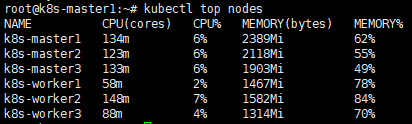 root@k8s-master1:~# kubectl top nodes
NAME CPU(cores) CPU% MEMORY(bytes) MEMORY%
k8s-master1 134m 6% 2389Mi 62%
k8s-master2 123m 6% 2118Mi 55%
k8s-master3 133m 6% 1903Mi 49%
k8s-worker1 58m 2% 1467Mi 78%
k8s-worker2 148m 7% 1582Mi 84%
k8s-worker3 88m 4% 1314Mi 70%